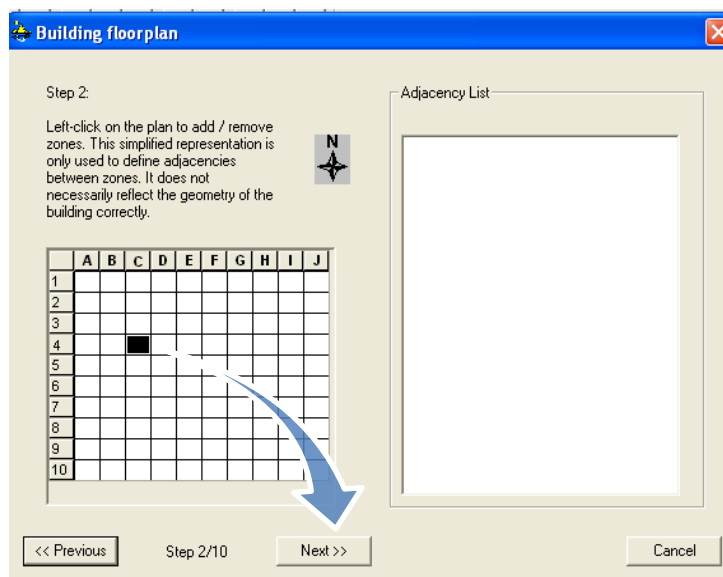 Building floorplan
Step 2:
Left-click on the plan to add / remove
zones. This simplified representation is
only used to define adjacencies
between zones. It does not
necessarily reflect the geometry of the
building correctly.
N
A B C D E F G H I J
1
2
3
4
5
6
7
8
9
10
Adjacency List
<< Previous
Step 2/10
Next >>
Cancel